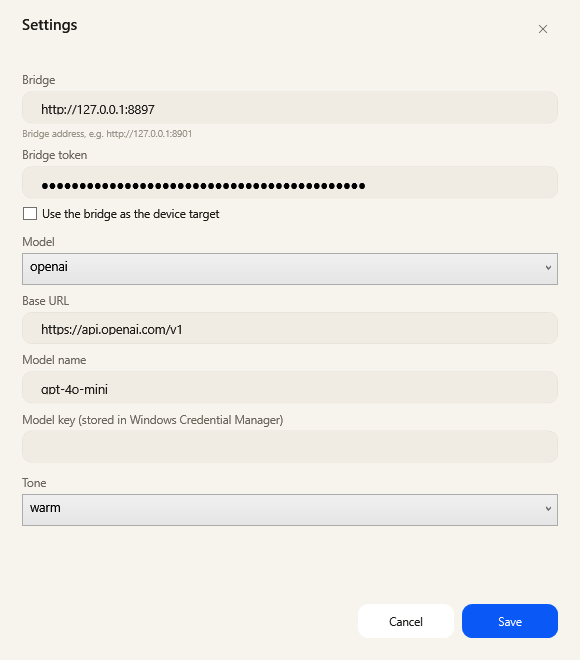 Settings
Bridge
http://127.0.0.1:8897
Bridge address, e.g. http://127.0.0.1:8901
Bridge token
●●●●●●●●●●●●●●●●●●●●●●●●●●●●●●●●●●●●●●●●●●●
Use the bridge as the device target
Model
openai
Base URL
https://api.openai.com/v1
Model name
gpt-4o-mini
Model key (stored in Windows Credential Manager)
Tone
warm
Cancel
Save